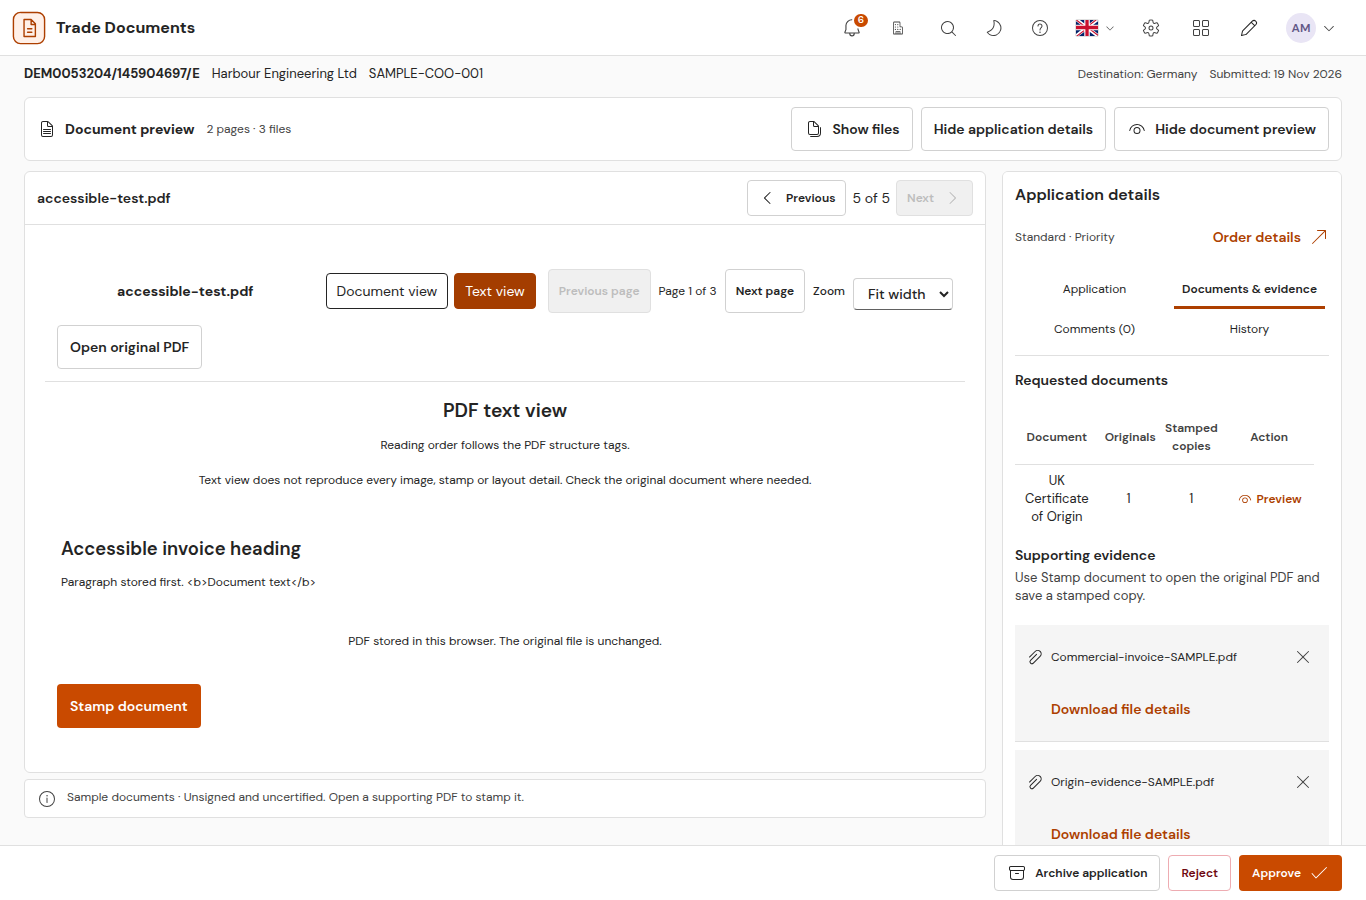 Trade Documents
6
AM
DEM0053204/145904697/E Harbour Engineering Ltd SAMPLE-COO-001
Destination: Germany Submitted: 19 Nov 2026
Document preview 2 pages · 3 files
Show files
Hide application details
Hide document preview
accessible-test.pdf
Previous
5 of 5
Next
accessible-test.pdf
Document view
Text view
Previous page
Page 1 of 3
Next page
Zoom
Fit width
Open original PDF
PDF text view
Reading order follows the PDF structure tags.
Text view does not reproduce every image, stamp or layout detail. Check the original document where needed.
Accessible invoice heading
Paragraph stored first. <b>Document text</b>
PDF stored in this browser. The original file is unchanged.
Stamp document
Sample documents · Unsigned and uncertified. Open a supporting PDF to stamp it.
Application details
Standard · Priority
Order details
Application
Documents & evidence
Comments (0)
History
Requested documents
Document Originals Stamped copies Action
UK Certificate of Origin 1 1 Preview
Supporting evidence
Use Stamp document to open the original PDF and
save a stamped copy.
Commercial-invoice-SAMPLE.pdf
Download file details
Origin-evidence-SAMPLE.pdf
Download file details
Archive application
Reject
Approve